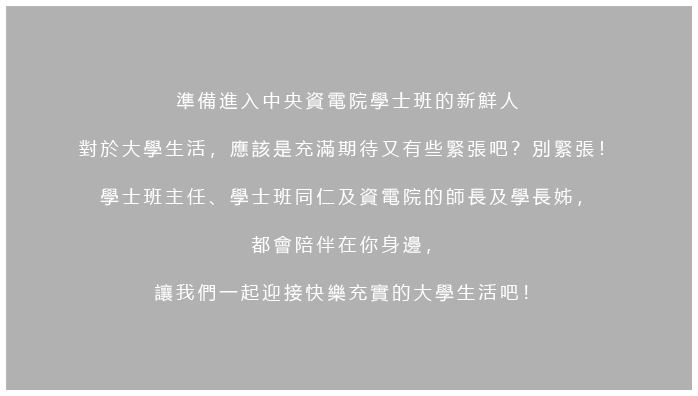 準備進入中央資電院學士班的新鮮人
對於大學生活，應該是充滿期待又有些緊張吧？別緊張！
學士班主任、學士班同仁及資電院的師長及學長姊，
都會陪伴在你身邊，
讓我們一起迎接快樂充實的大學生活吧！